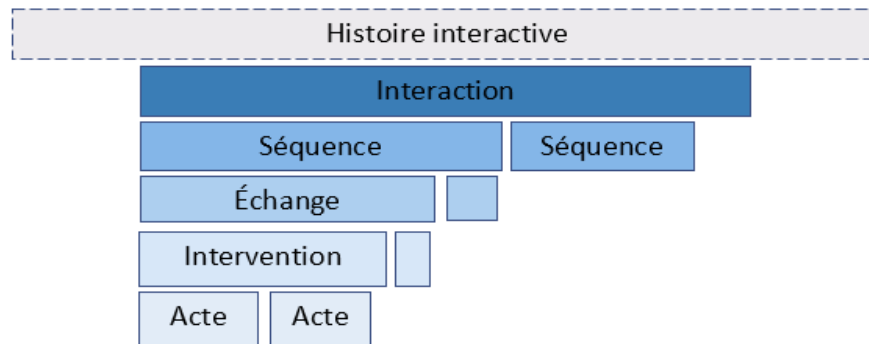 Histoire interactive
Interaction
Séquence Séquence
Échange
Intervention
Acte Acte